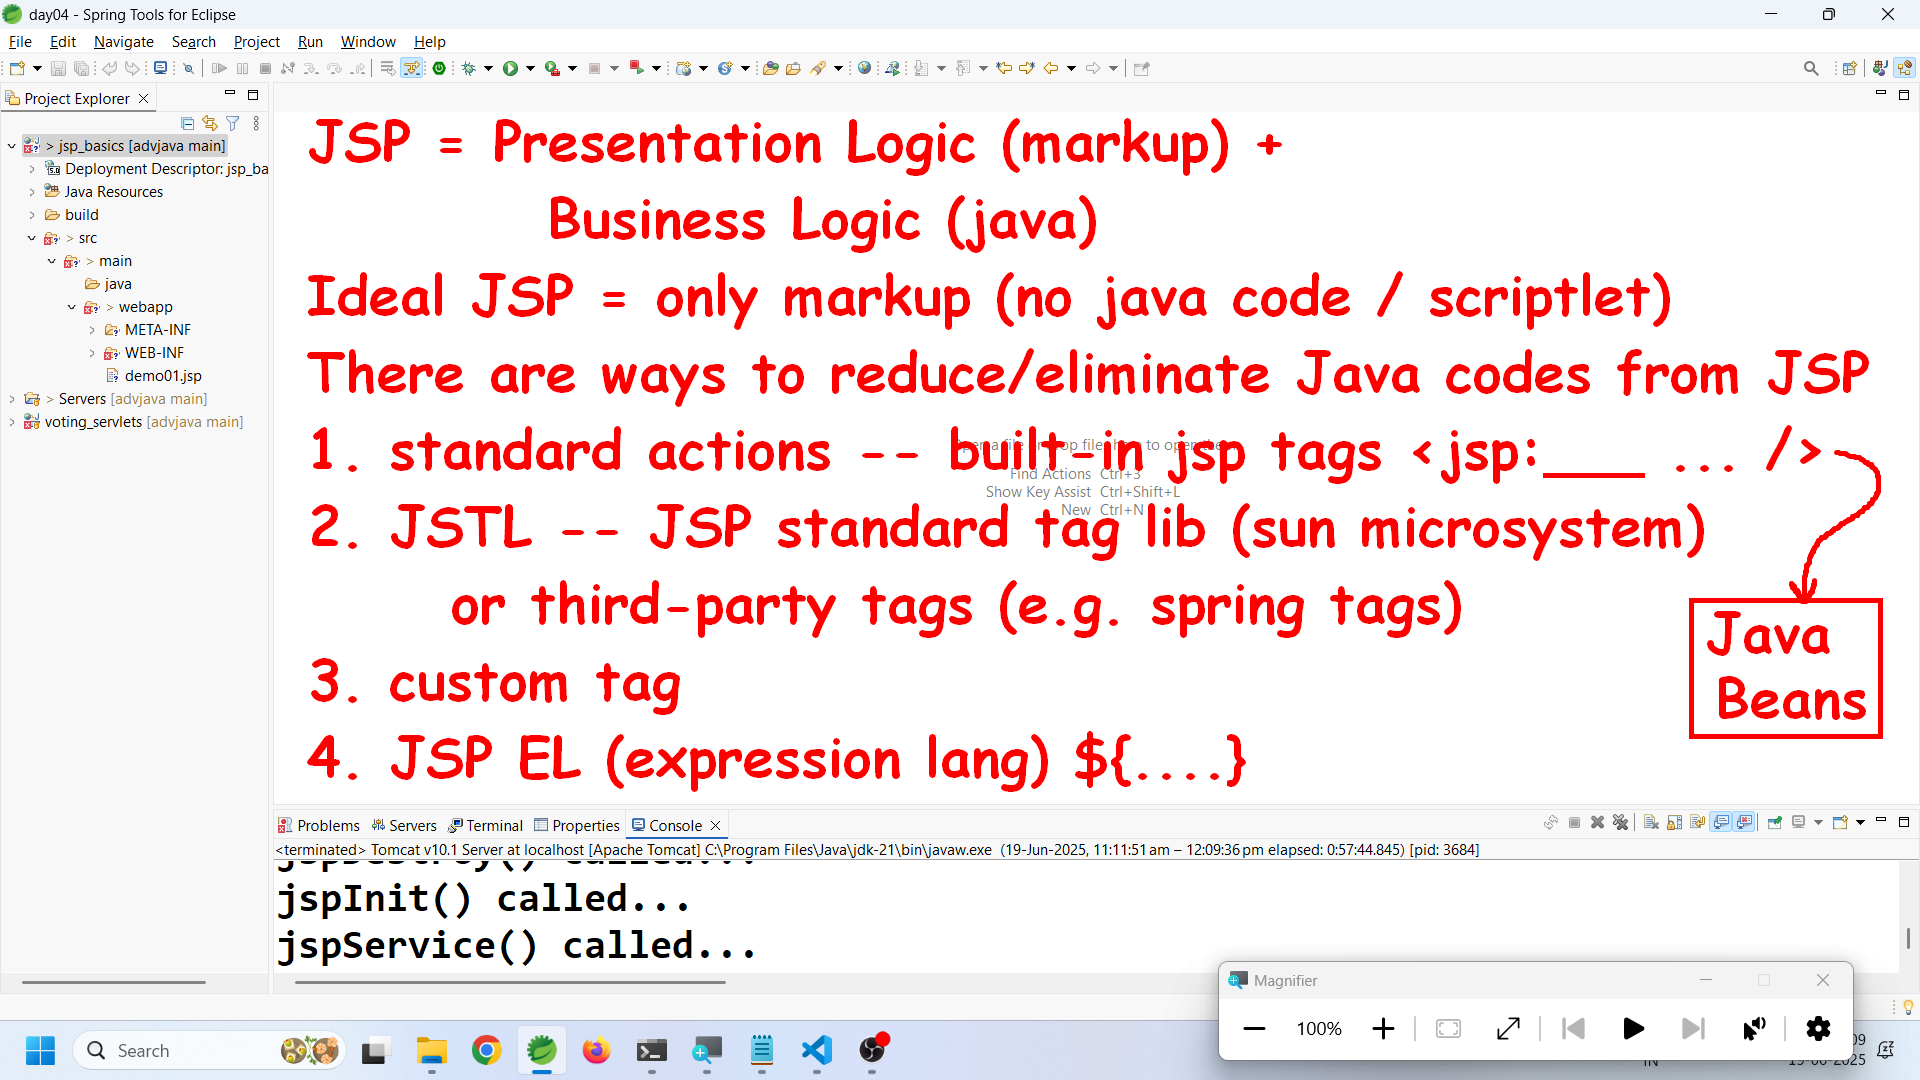 day04 - Spring Tools for Eclipse
File Edit Navigate Search Project Run Window Help
Project Explorer
> jsp_basics [advjava main]
Deployment Descriptor: jsp_ba
Java Resources
build
> src
> main
java
> webapp
META-INF
WEB-INF
demo01.jsp
> Servers [advjava main]
voting_servlets [advjava main]
JSP = Presentation Logic (markup) +
Business Logic (java)
Ideal JSP = only markup (no java code / scriptlet)
There are ways to reduce/eliminate Java codes from JSP
1. standard actions -- built-in jsp tags <jsp:____ ... />
Find Actions Ctrl+3
Show Key Assist Ctrl+Shift+L
New Ctrl+N
2. JSTL -- JSP standard tag lib (sun microsystem)
or third-party tags (e.g. spring tags)
Java
Beans
3. custom tag
4. JSP EL (expression lang) ${....}
Problems Servers Terminal Properties Console
<terminated> Tomcat v10.1 Server at localhost [Apache Tomcat] C:\Program Files\Java\jdk-21\bin\javaw.exe (19-Jun-2025, 11:11:51 am – 12:09:36 pm elapsed: 0:57:44.845) [pid: 3684]
jspDestroy() called...
jspInit() called...
jspService() called...
Magnifier
100%
Search